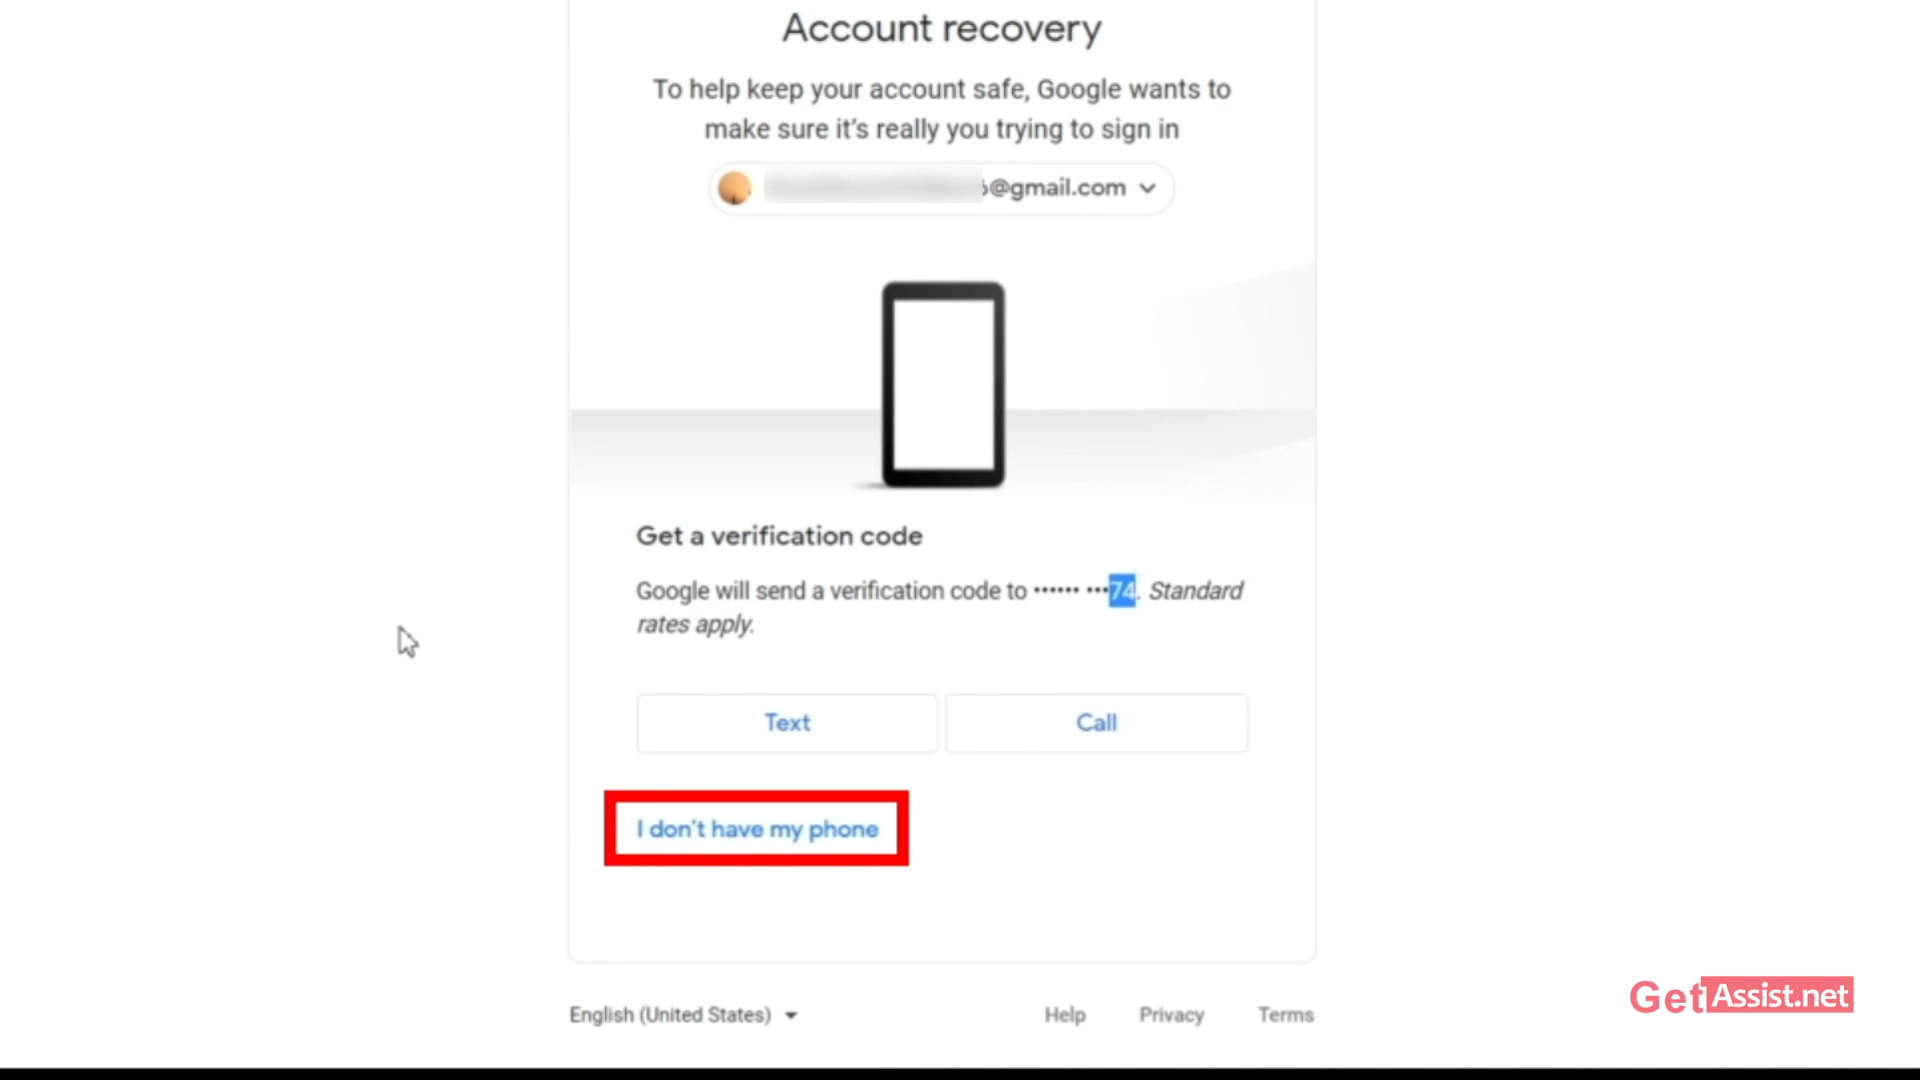 Account recovery
To help keep your account safe, Google wants to
make sure it's really you trying to sign in
6@gmail.com
Get a verification code
Google will send a verification code to •••••• •••74. Standard
rates apply.
Text
Call
I don't have my phone
English (United States)
Help
Privacy
Terms
GetAssist.net